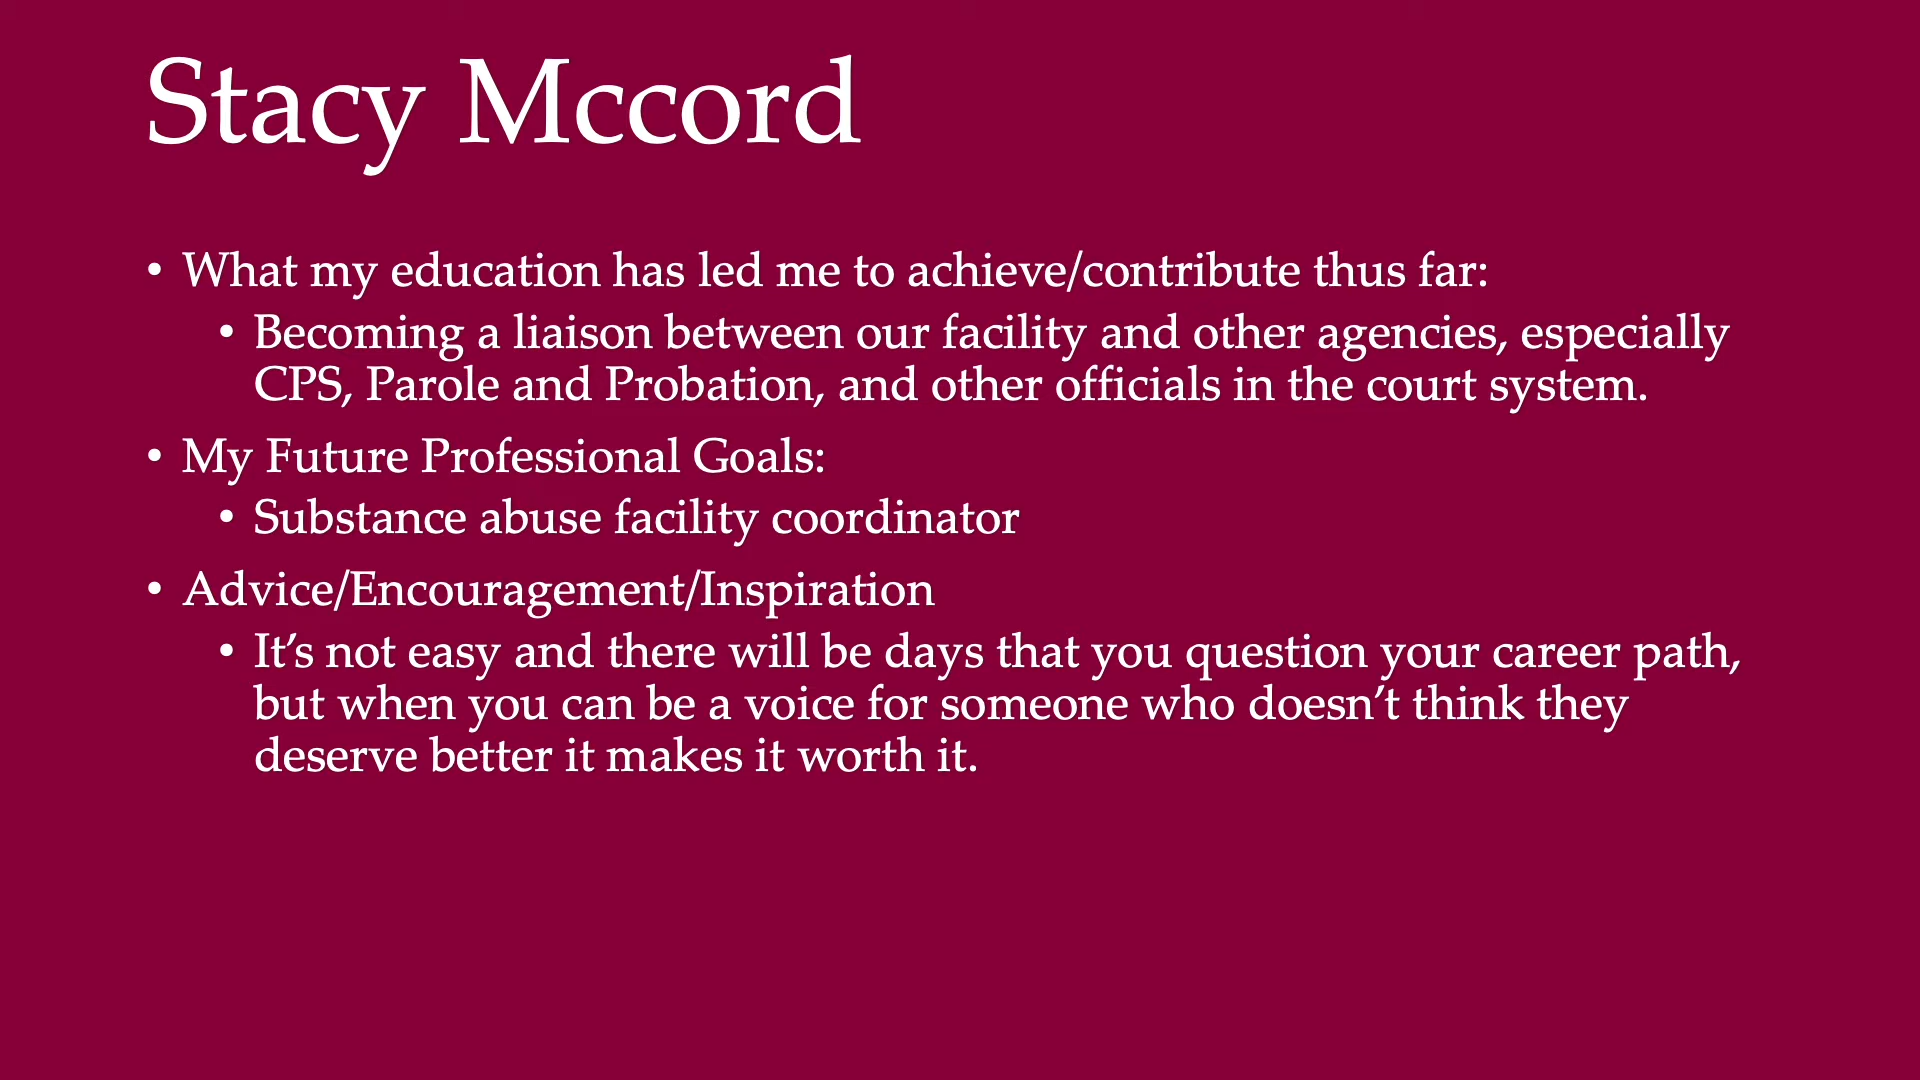 Stacy Mccord
• What my education has led me to achieve/contribute thus far:
• Becoming a liaison between our facility and other agencies, especially
CPS, Parole and Probation, and other officials in the court system.
• My Future Professional Goals:
• Substance abuse facility coordinator
• Advice/Encouragement/Inspiration
• It’s not easy and there will be days that you question your career path,
but when you can be a voice for someone who doesn’t think they
deserve better it makes it worth it.